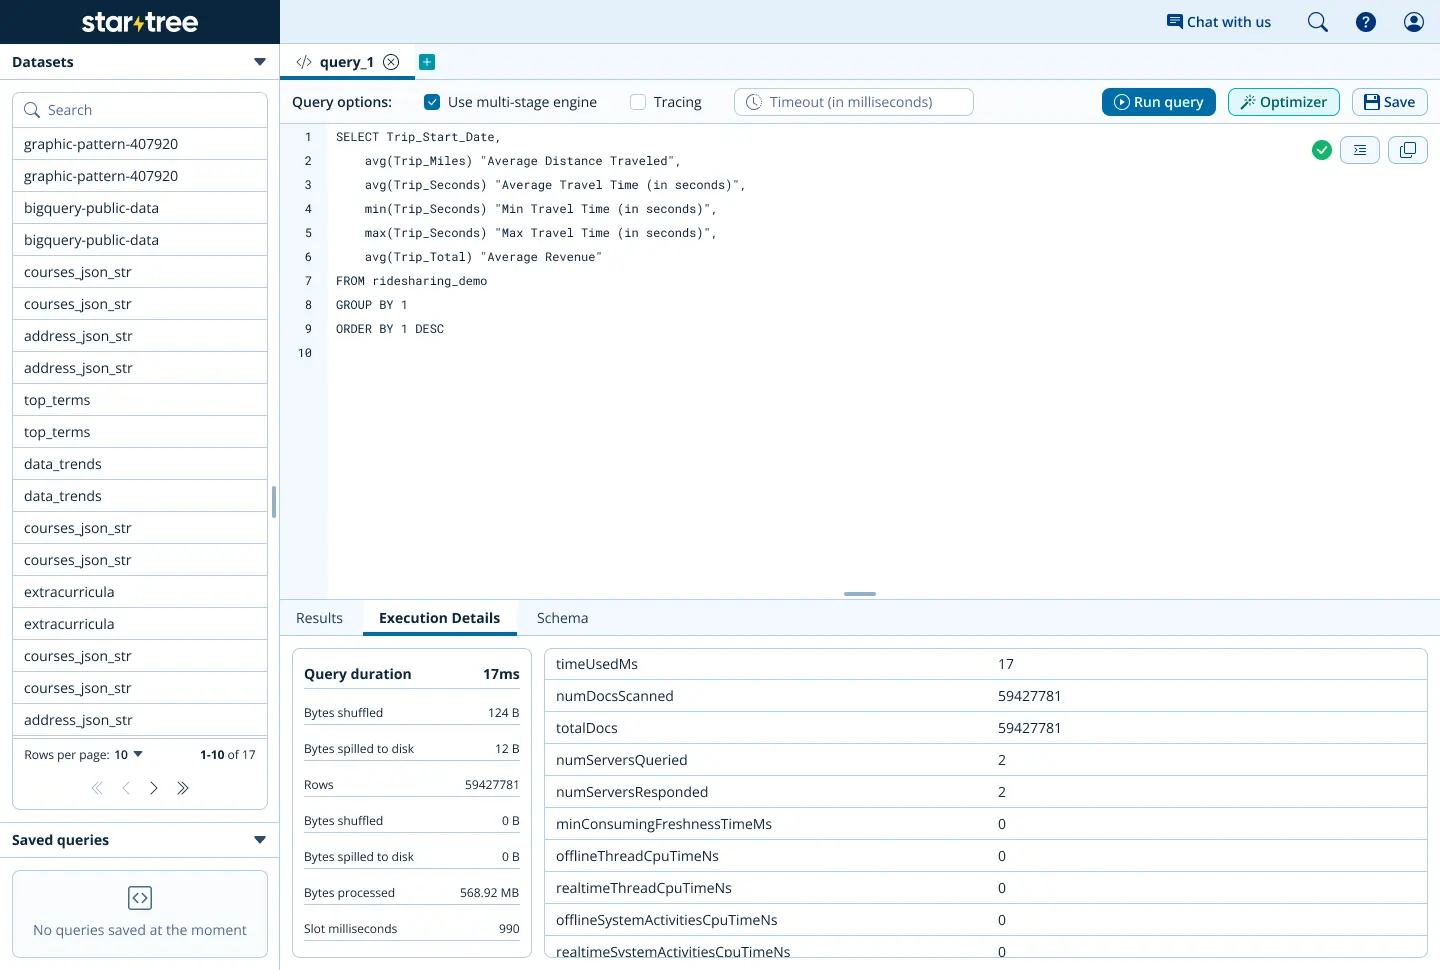 startree
Chat with us
?
Datasets
Search
graphic-pattern-407920
graphic-pattern-407920
bigquery-public-data
bigquery-public-data
courses_json_str
courses_json_str
address_json_str
address_json_str
top_terms
top_terms
data_trends
data_trends
courses_json_str
courses_json_str
extracurricula
extracurricula
courses_json_str
courses_json_str
address_json_str
Rows per page: 10
1-10 of 17
Saved queries
No queries saved at the moment
</> query_1
Query options:
Use multi-stage engine
Tracing
Timeout (in milliseconds)
Run query
Optimizer
Save
1 SELECT Trip_Start_Date,
2 avg(Trip_Miles) "Average Distance Traveled",
3 avg(Trip_Seconds) "Average Travel Time (in seconds)",
4 min(Trip_Seconds) "Min Travel Time (in seconds)",
5 max(Trip_Seconds) "Max Travel Time (in seconds)",
6 avg(Trip_Total) "Average Revenue"
7 FROM ridesharing_demo
8 GROUP BY 1
9 ORDER BY 1 DESC
10
Results
Execution Details
Schema
Query duration 17ms
Bytes shuffled 124 B
Bytes spilled to disk 12 B
Rows 59427781
Bytes shuffled 0 B
Bytes spilled to disk 0 B
Bytes processed 568.92 MB
Slot milliseconds 990
timeUsedMs 17
numDocsScanned 59427781
totalDocs 59427781
numServersQueried 2
numServersResponded 2
minConsumingFreshnessTimeMs 0
offlineThreadCpuTimeNs 0
realtimeThreadCpuTimeNs 0
offlineSystemActivitiesCpuTimeNs 0
realtimeSystemActivitiesCpuTimeNs 0